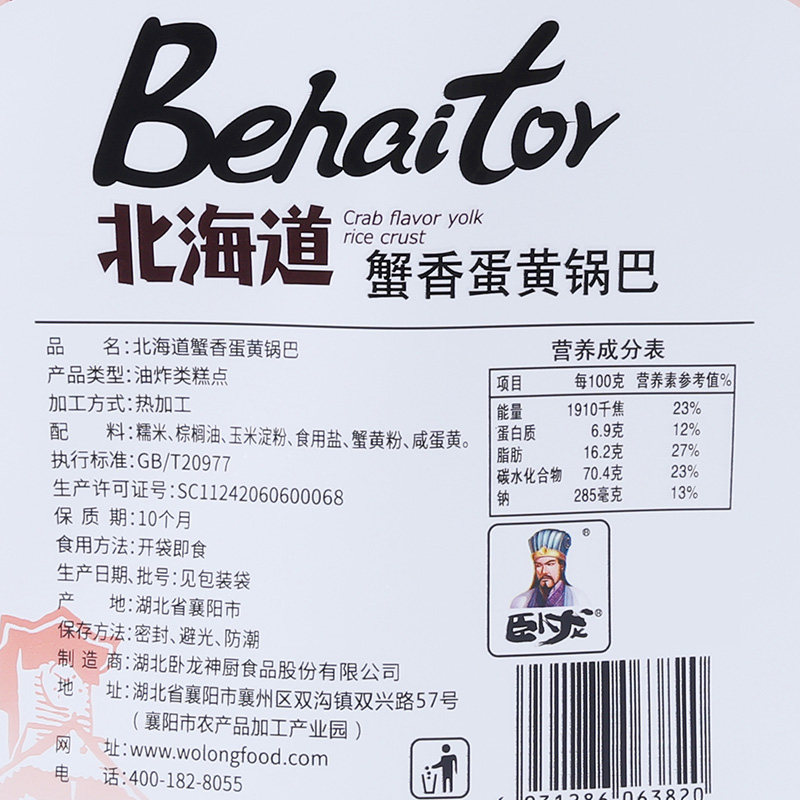 Behaitor
北海道
Crab flavor yolk
rice crust
蟹香蛋黄锅巴
品 名:北海道蟹香蛋黄锅巴
产品类型:油炸类糕点
加工方式:热加工
配 料:糯米、棕榈油、玉米淀粉、食用盐、蟹黄粉、咸蛋黄。
执行标准:GB/T20977
生产许可证号:SC11242060600068
保 质 期:10个月
食用方法:开袋即食
生产日期、批号:见包装袋
产 地:湖北省襄阳市
保存方法:密封、避光、防潮
制 造 商:湖北卧龙神厨食品股份有限公司
地 址:湖北省襄阳市襄州区双沟镇双兴路57号
(襄阳市农产品加工产业园)
网 址:www.wolongfood.com
电 话:400-182-8055
营养成分表
项目 每100克 营养素参考值%
能量 1910千焦 23%
蛋白质 6.9克 12%
脂肪 16.2克 27%
碳水化合物 70.4克 23%
钠 285毫克 13%
®
卧龙®
6 931286 063820